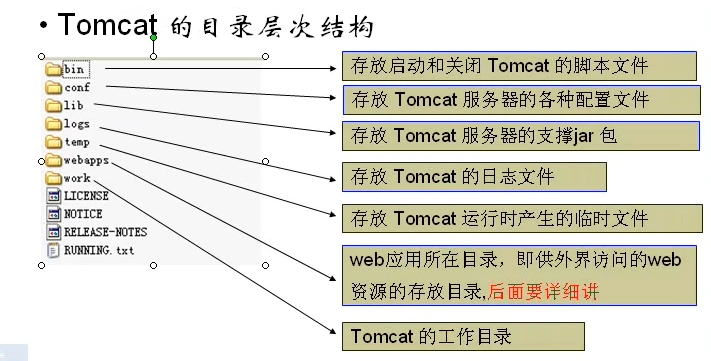 • Tomcat 的目录层次结构
bin
conf
lib
logs
temp
webapps
work
LICENSE
NOTICE
RELEASE-NOTES
RUNNING.txt
存放启动和关闭 Tomcat 的脚本文件
存放 Tomcat 服务器的各种配置文件
存放 Tomcat 服务器的支撑jar 包
存放 Tomcat 的日志文件
存放 Tomcat 运行时产生的临时文件
web应用所在目录，即供外界访问的web
资源的存放目录,后面要详细讲
Tomcat 的工作目录